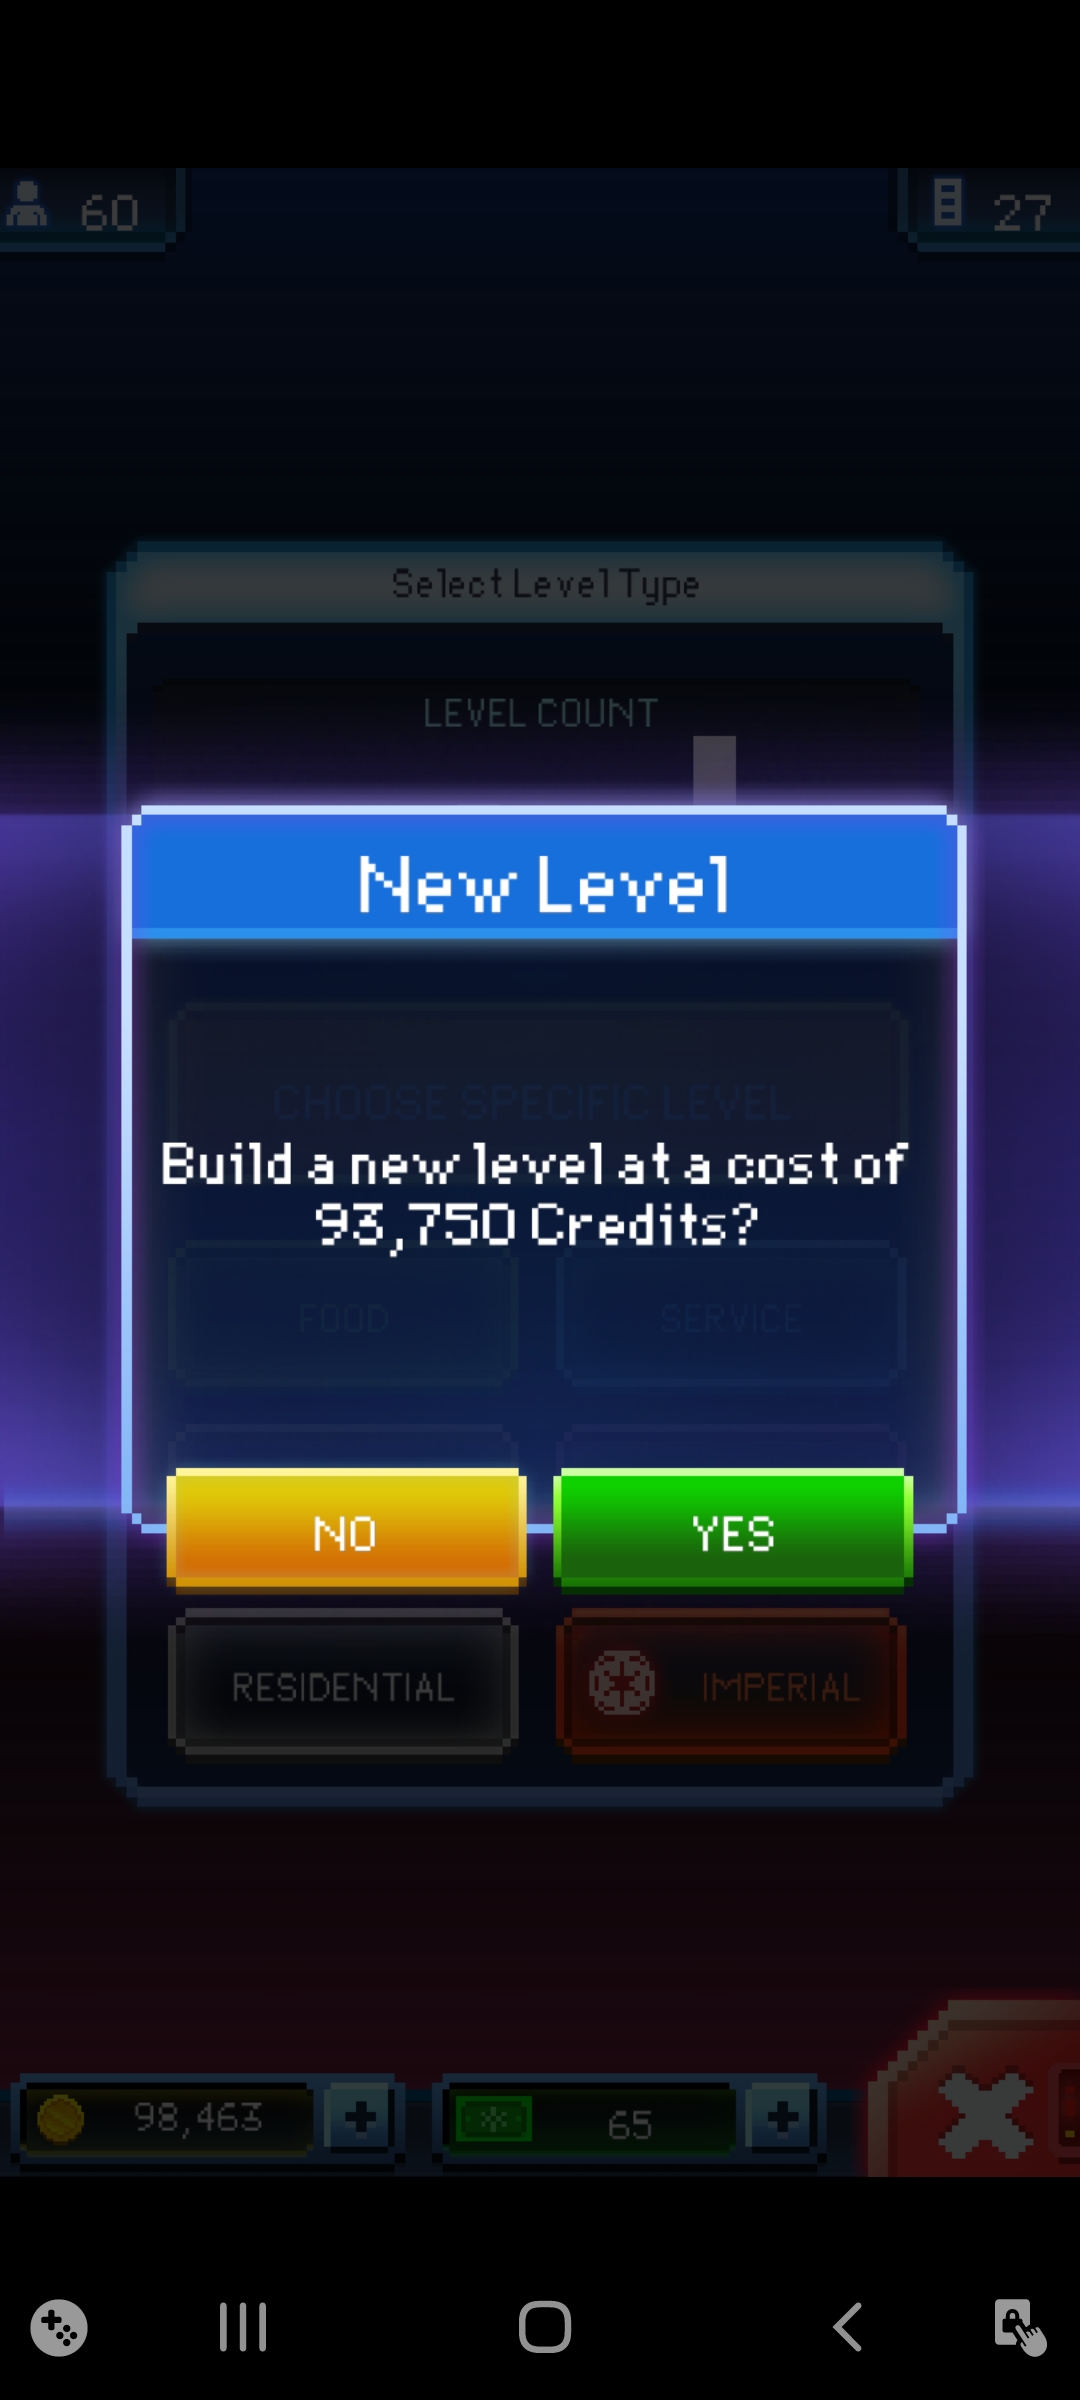 60
27
Select Level Type
LEVEL COUNT
New Level
CHOOSE SPECIFIC LEVEL
Build a new level at a cost of
93,750 Credits?
FOOD
SERVICE
NO
YES
RESIDENTIAL
IMPERIAL
98,463
65